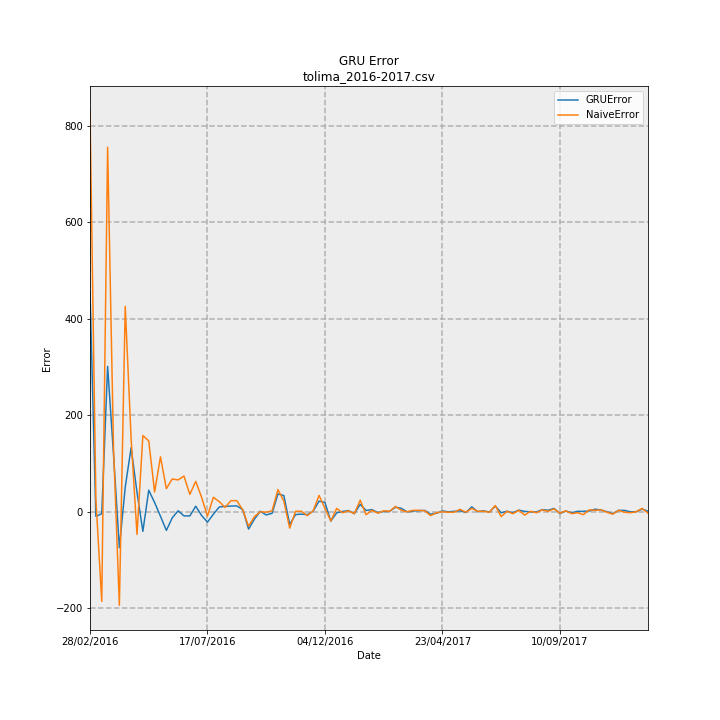 GRU Error
tolima_2016-2017.csv
GRUError
NaiveError
800
600
400
200
0
−200
Error
28/02/2016
17/07/2016
04/12/2016
23/04/2017
10/09/2017
Date